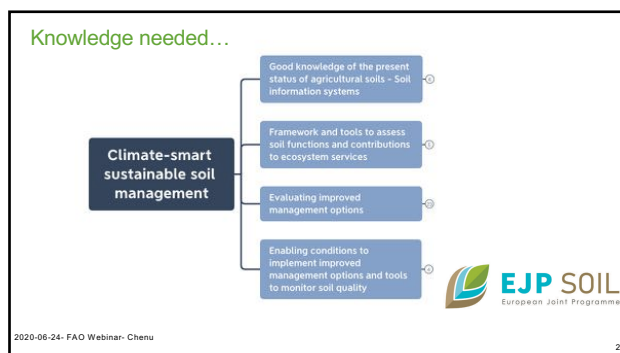 Knowledge needed…
Good knowledge of the present
status of agricultural soils - Soil
information systems
Framework and tools to assess
soil functions and contributions
to ecosystem services
Climate-smart
sustainable soil
management
Evaluating improved
management options
Enabling conditions to
implement improved
management options and tools
to monitor soil quality
EJP SOIL
European Joint Programme
2020-06-24- FAO Webinar- Chenu
2